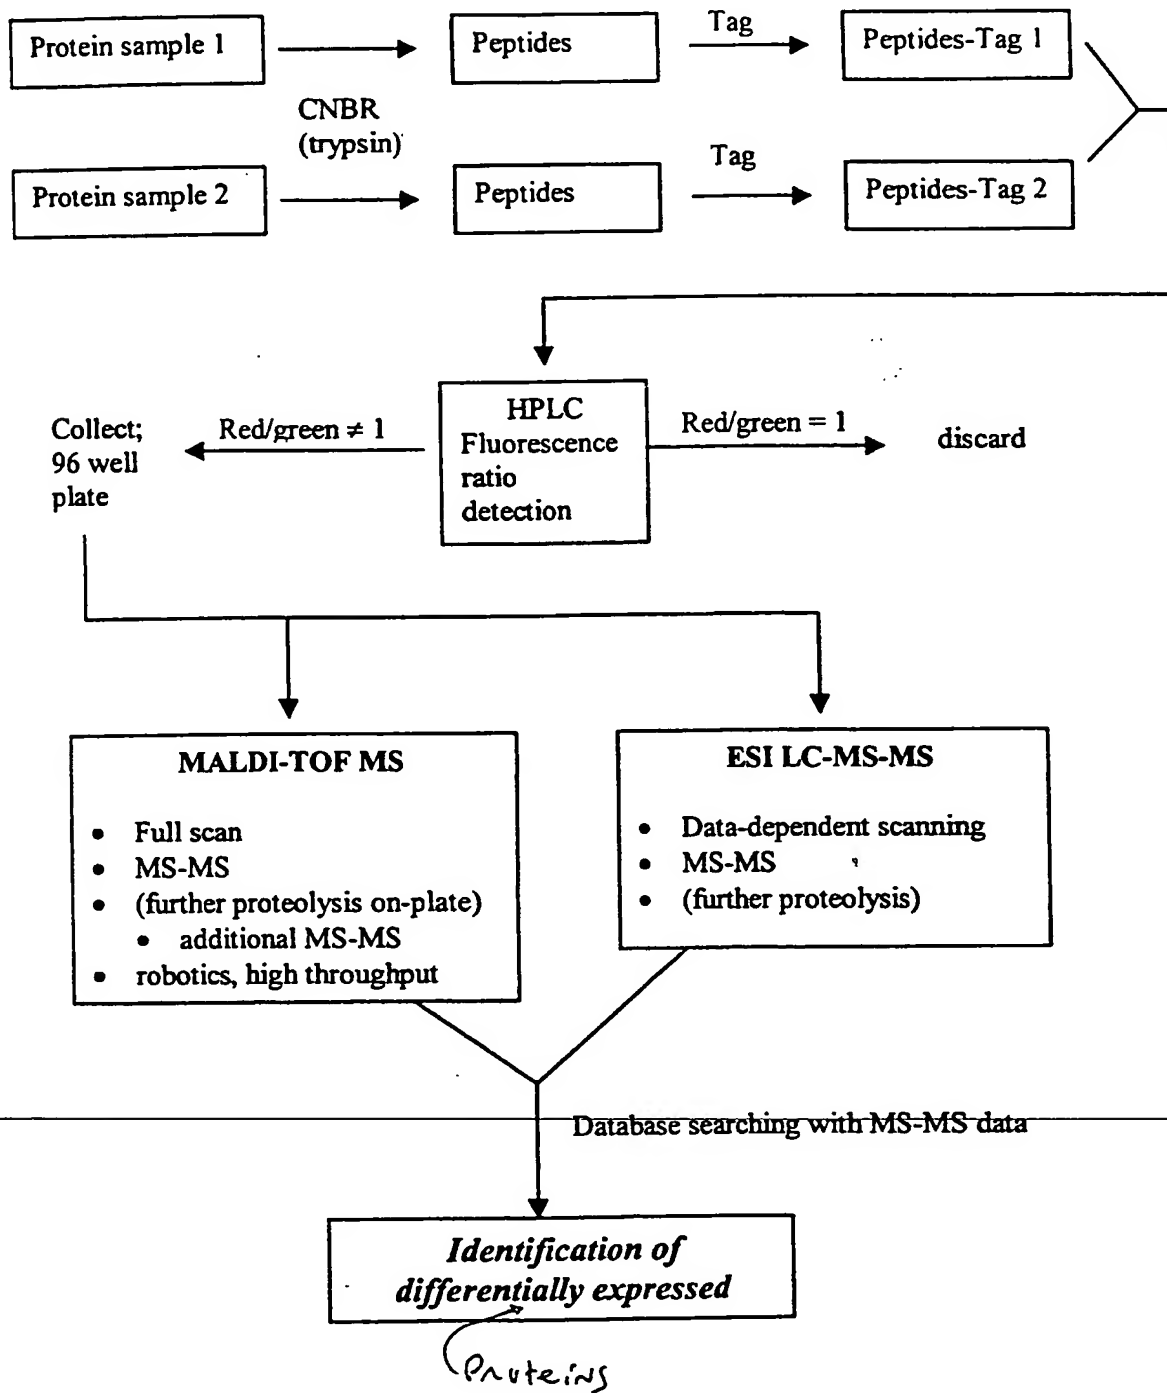 Protein sample 1
Peptides
Tag
Peptides-Tag 1
CNBR
(trypsin)
Protein sample 2
Peptides
Tag
Peptides-Tag 2
Collect;
96 well
plate
Red/green ≠ 1
HPLC
Fluorescence
ratio
detection
Red/green = 1
discard
MALDI-TOF MS
• Full scan
• MS-MS
• (further proteolysis on-plate)
• additional MS-MS
• robotics, high throughput
ESI LC-MS-MS
• Data-dependent scanning
• MS-MS
• (further proteolysis)
Database searching with MS-MS data
Identification of
differentially expressed
Proteins